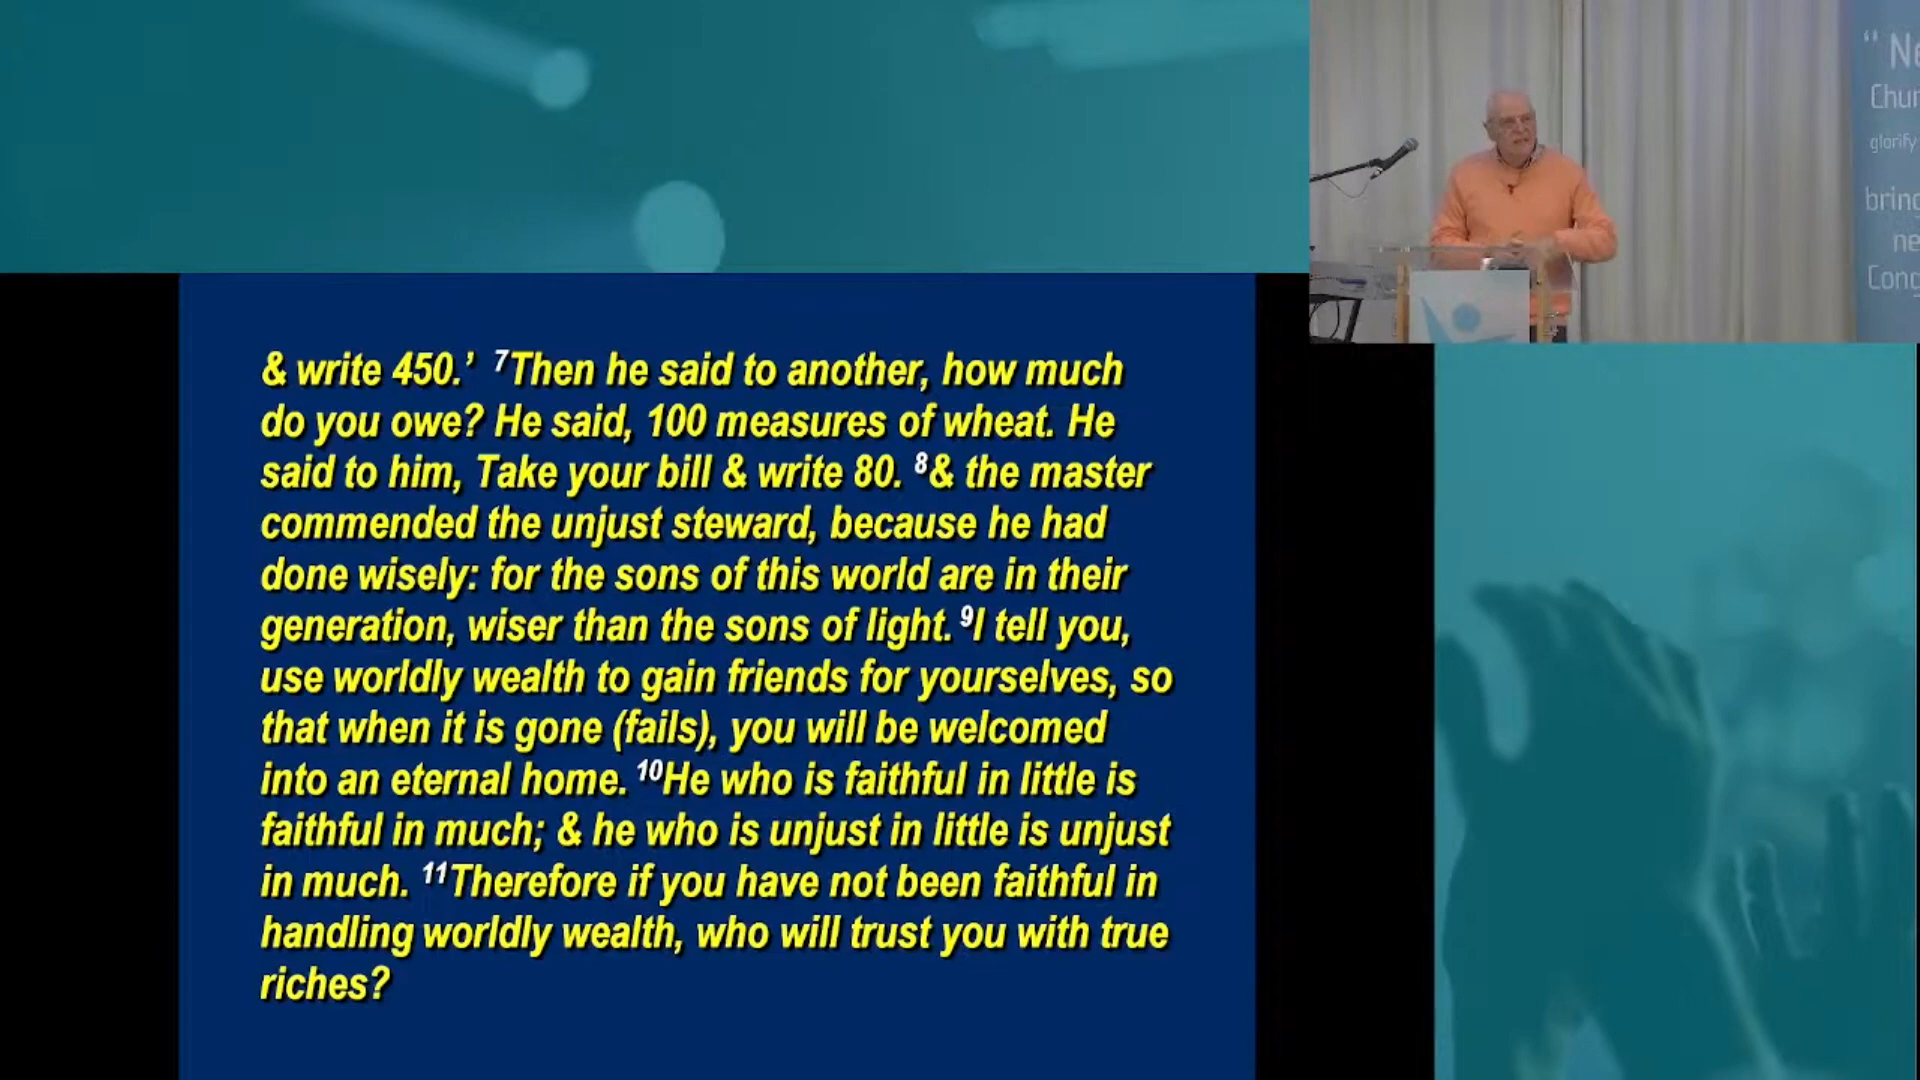 & write 450.’ 7Then he said to another, how much
do you owe? He said, 100 measures of wheat. He
said to him, Take your bill & write 80. 8& the master
commended the unjust steward, because he had
done wisely: for the sons of this world are in their
generation, wiser than the sons of light. 9I tell you,
use worldly wealth to gain friends for yourselves, so
that when it is gone (fails), you will be welcomed
into an eternal home. 10He who is faithful in little is
faithful in much; & he who is unjust in little is unjust
in much. 11Therefore if you have not been faithful in
handling worldly wealth, who will trust you with true
riches?
glorify